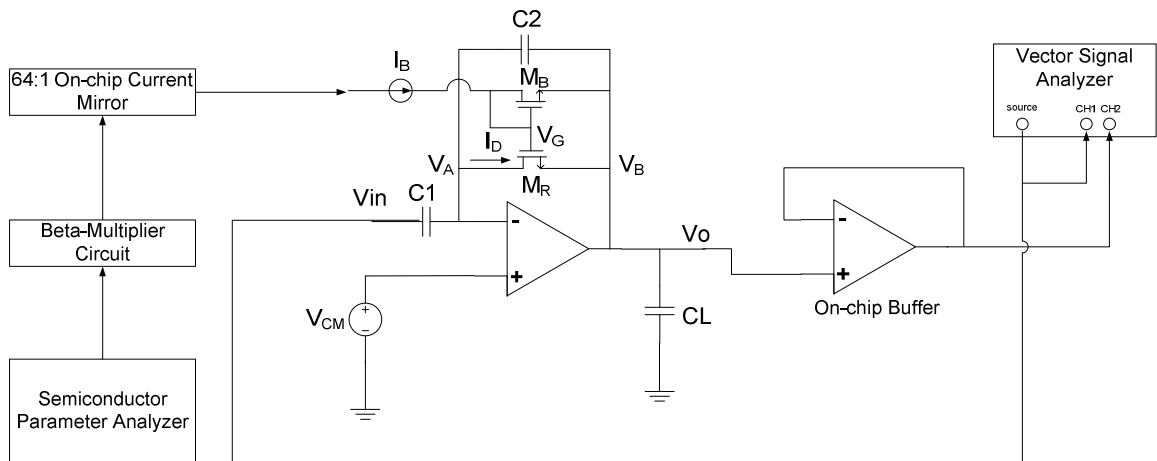 C2
Vector Signal
Analyzer
64:1 On-chip Current
Mirror
I_B
M_B
source
CH1
CH2
V_G
I_D
V_A
V_B
M_R
Vin
C1
-
+
Beta-Multiplier
Circuit
Vo
-
+
On-chip Buffer
V_CM
+
−
CL
Semiconductor
Parameter Analyzer